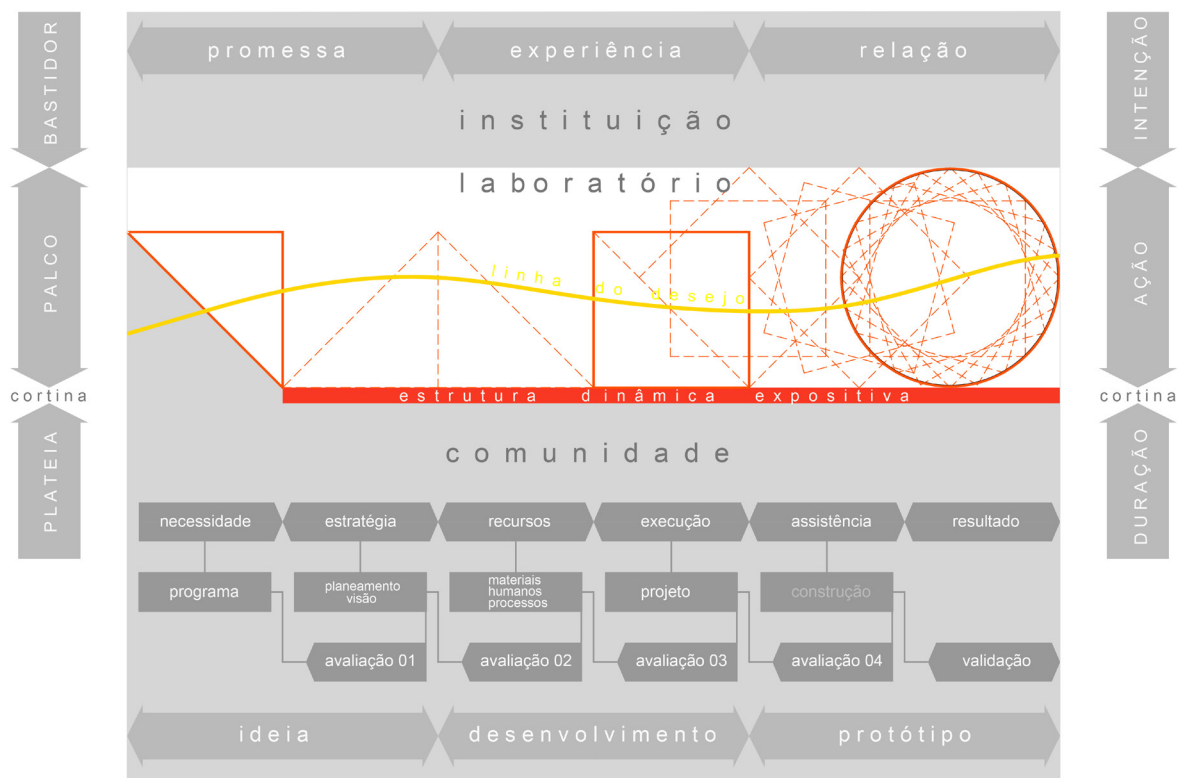 promessa experiência relação
BASTIDOR
INTENÇÃO
instituição
laboratório
PALCO
AÇÃO
linha do desejo
cortina
estrutura dinâmica expositiva
cortina
PLATEIA
DURAÇÃO
comunidade
necessidade estratégia recursos execução assistência resultado
programa
planeamento
visão
materiais
humanos
processos
projeto
construção
avaliação 01 avaliação 02 avaliação 03 avaliação 04 validação
ideia desenvolvimento protótipo